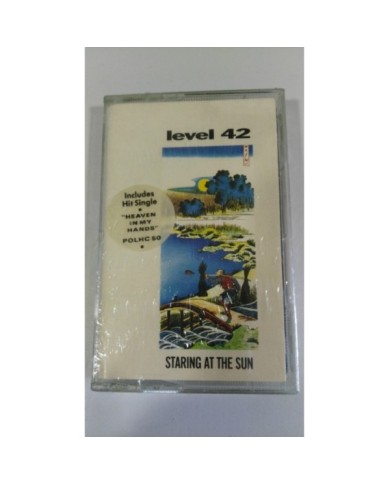 level 42
Includes
Hit Single
"HEAVEN
IN MY
HANDS"
POLHC 50
STARING AT THE SUN